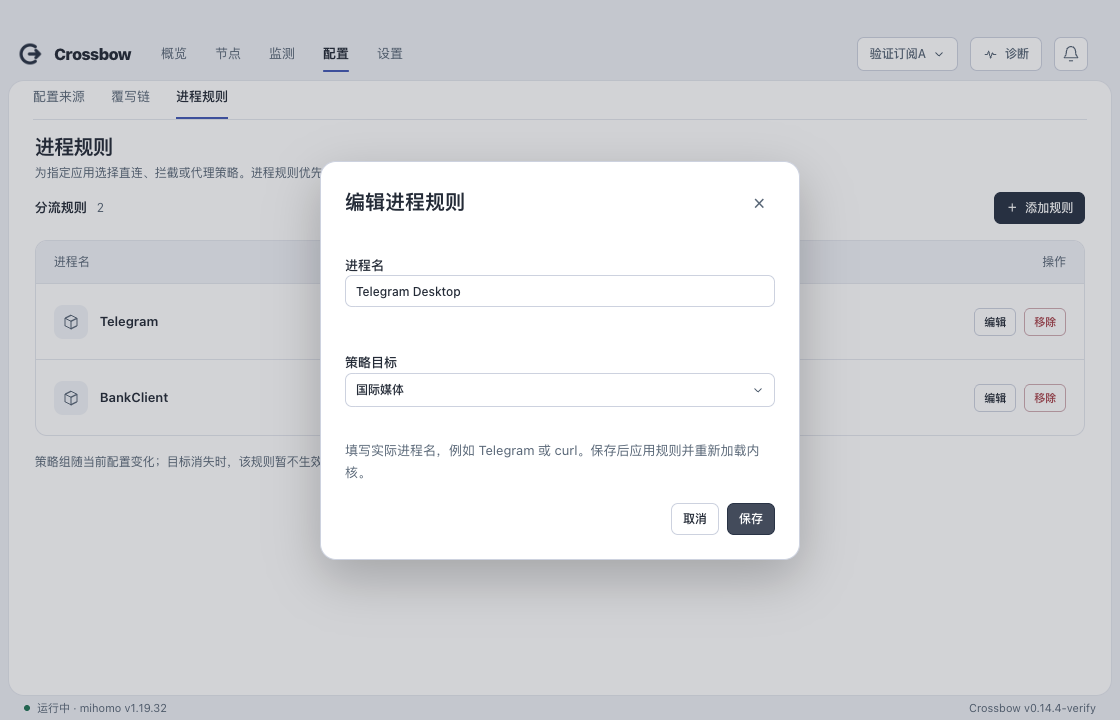 Crossbow
概览
节点
监测
配置
设置
验证订阅A
诊断
配置来源
覆写链
进程规则
进程规则
为指定应用选择直连、拦截或代理策略。进程规则优先
分流规则 2
+ 添加规则
进程名
操作
Telegram
编辑
移除
BankClient
编辑
移除
策略组随当前配置变化；目标消失时，该规则暂不生效
编辑进程规则
进程名
Telegram Desktop
策略目标
国际媒体
填写实际进程名，例如 Telegram 或 curl。保存后应用规则并重新加载内
核。
取消
保存
运行中 · mihomo v1.19.32
Crossbow v0.14.4-verify